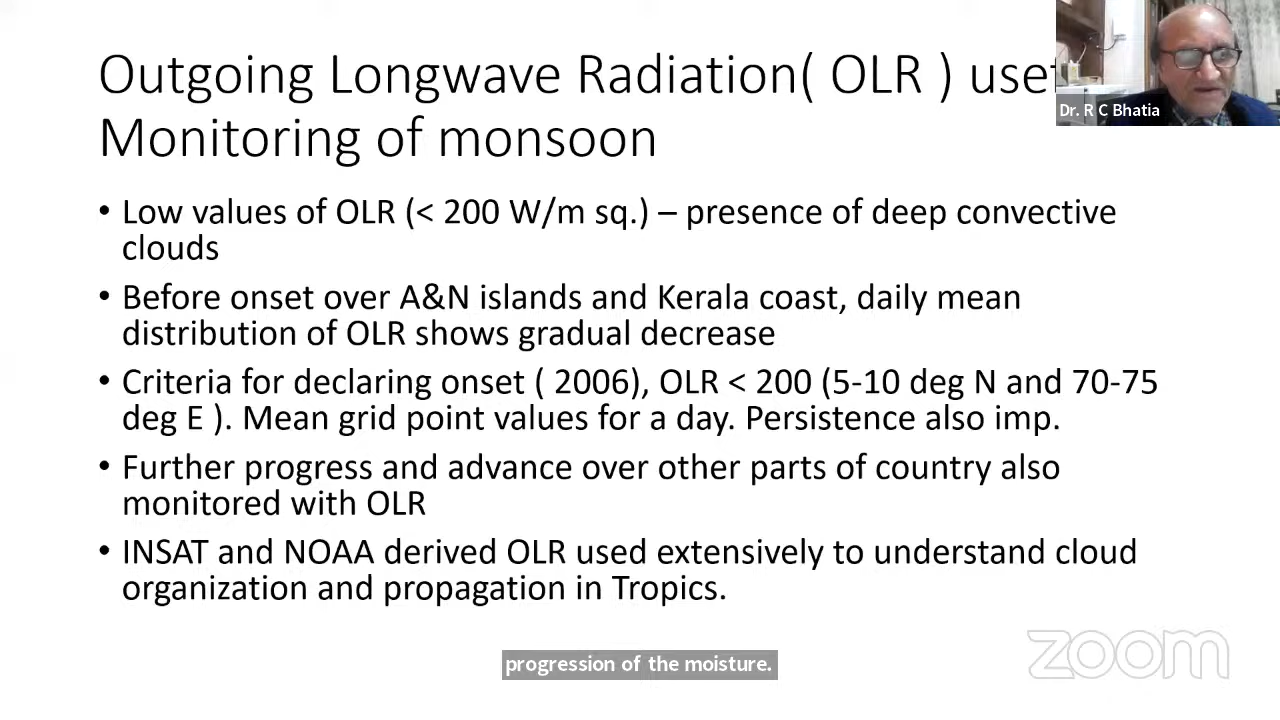 Outgoing Longwave Radiation( OLR )
Monitoring of monsoon
Dr. R C Bhatia
• Low values of OLR (< 200 W/m sq.) – presence of deep convective
clouds
• Before onset over A&N islands and Kerala coast, daily mean
distribution of OLR shows gradual decrease
• Criteria for declaring onset ( 2006), OLR < 200 (5-10 deg N and 70-75
deg E ). Mean grid point values for a day. Persistence also imp.
• Further progress and advance over other parts of country also
monitored with OLR
• INSAT and NOAA derived OLR used extensively to understand cloud
organization and propagation in Tropics.
progression of the moisture.
zoom